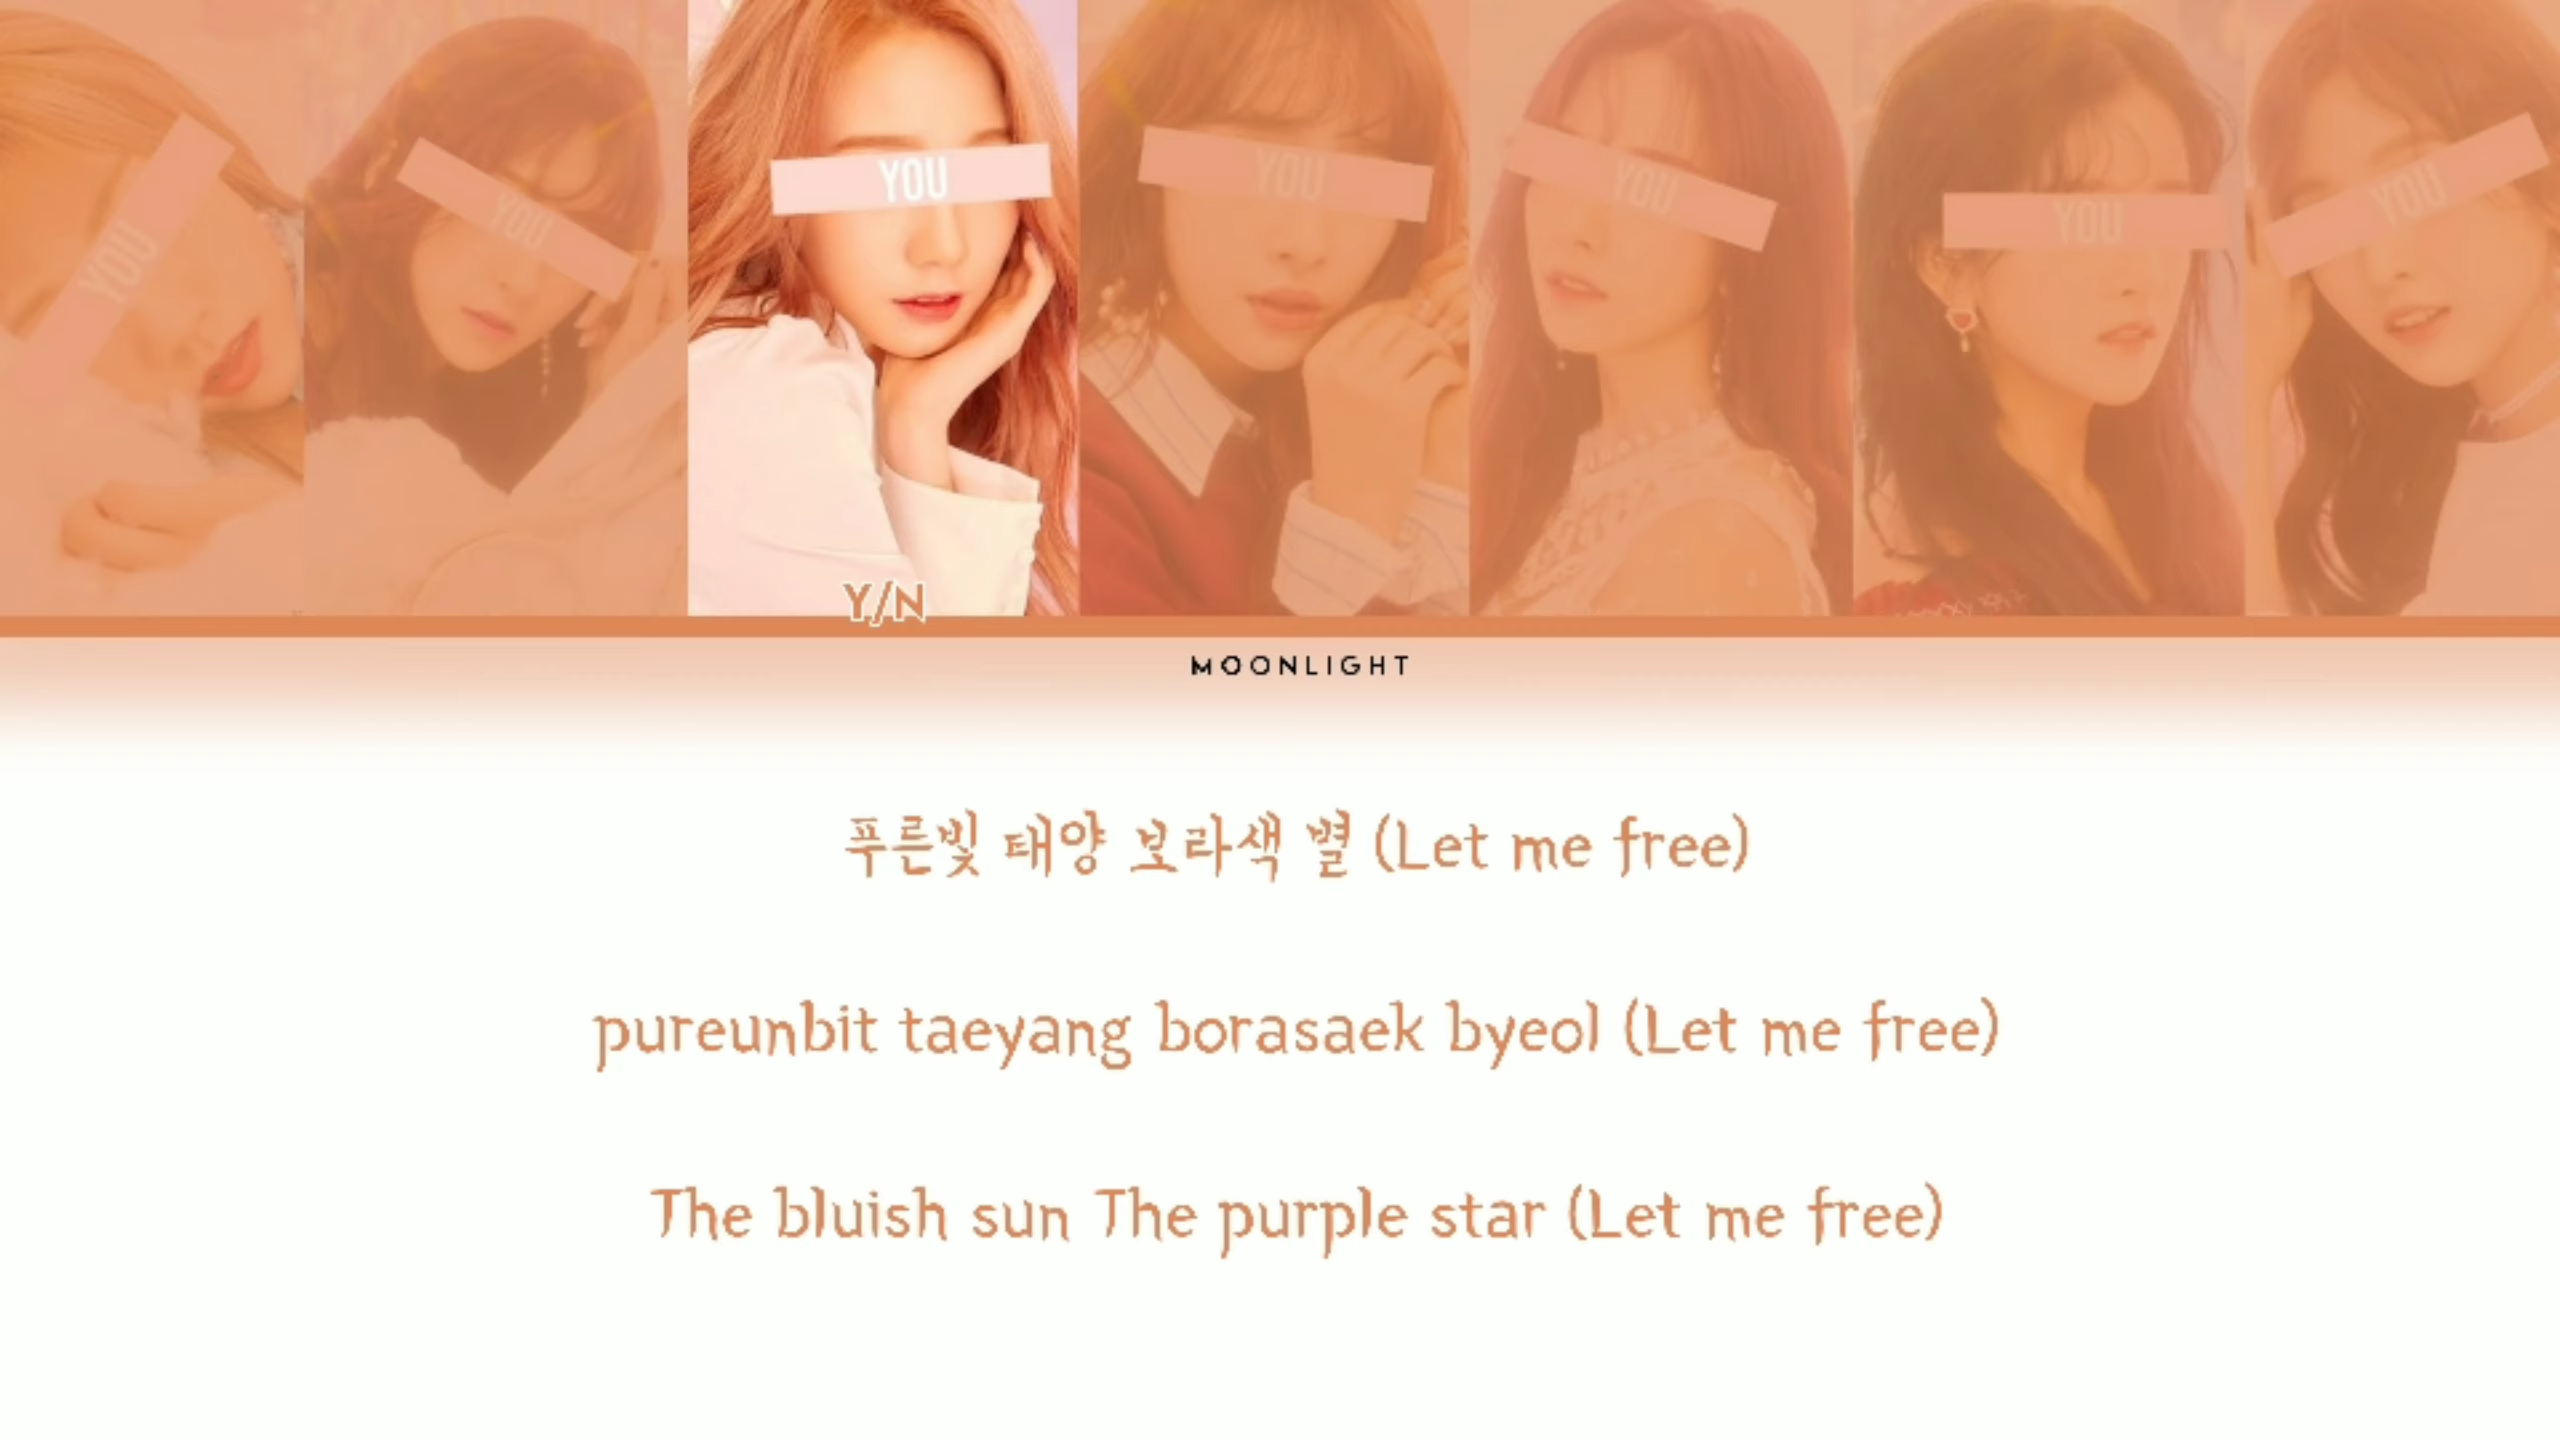 YOU
YOU
YOU
YOU
YOU
YOU
YOU
Y/N
MOONLIGHT
푸른빛 태양 보라색 별 (Let me free)
pureunbit taeyang borasaek byeol (Let me free)
The bluish sun The purple star (Let me free)